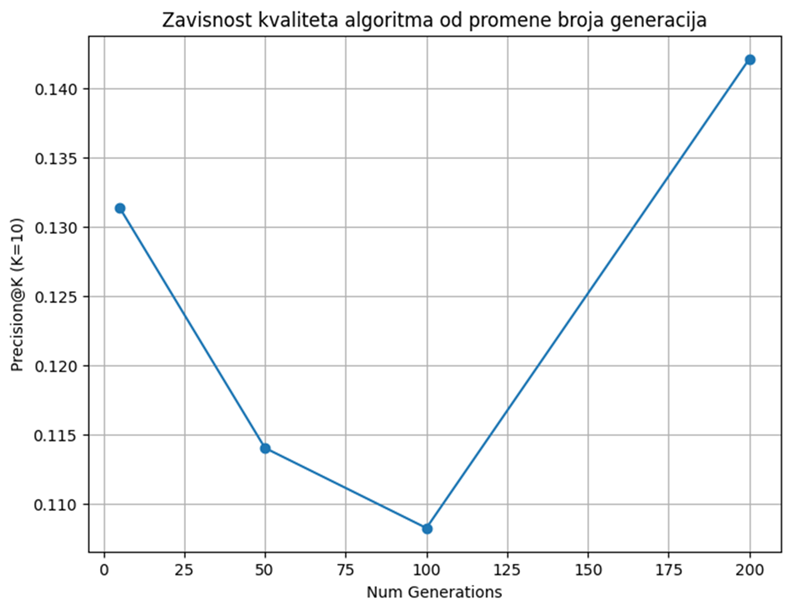 Zavisnost kvaliteta algoritma od promene broja generacija
Precision@K (K=10)
0.140
0.135
0.130
0.125
0.120
0.115
0.110
0 25 50 75 100 125 150 175 200
Num Generations